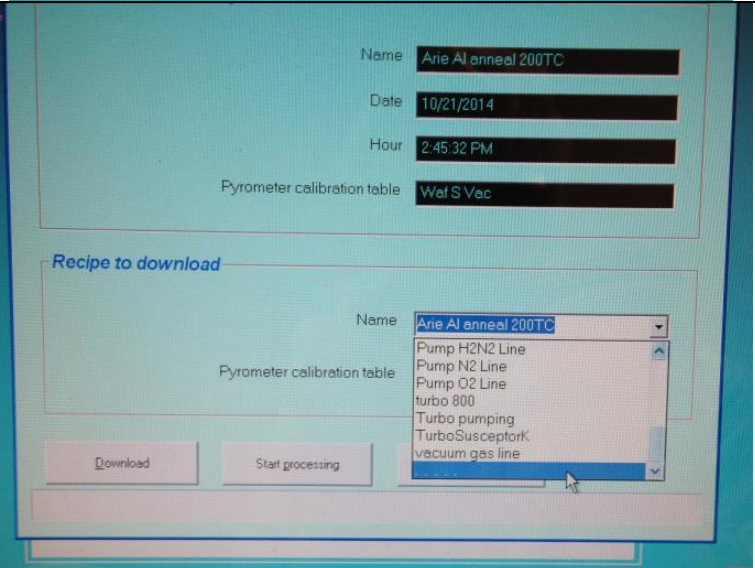 Name Arie Al anneal 200TC
Date 10/21/2014
Hour 2:45:32 PM
Pyrometer calibration table Waf S Vac
Recipe to download
Name Arie Al anneal 200TC
Pyrometer calibration table
Pump H2N2 Line
Pump N2 Line
Pump O2 Line
turbo 800
Turbo pumping
TurboSusceptorK
vacuum gas line
. . . . .
Download Start processing